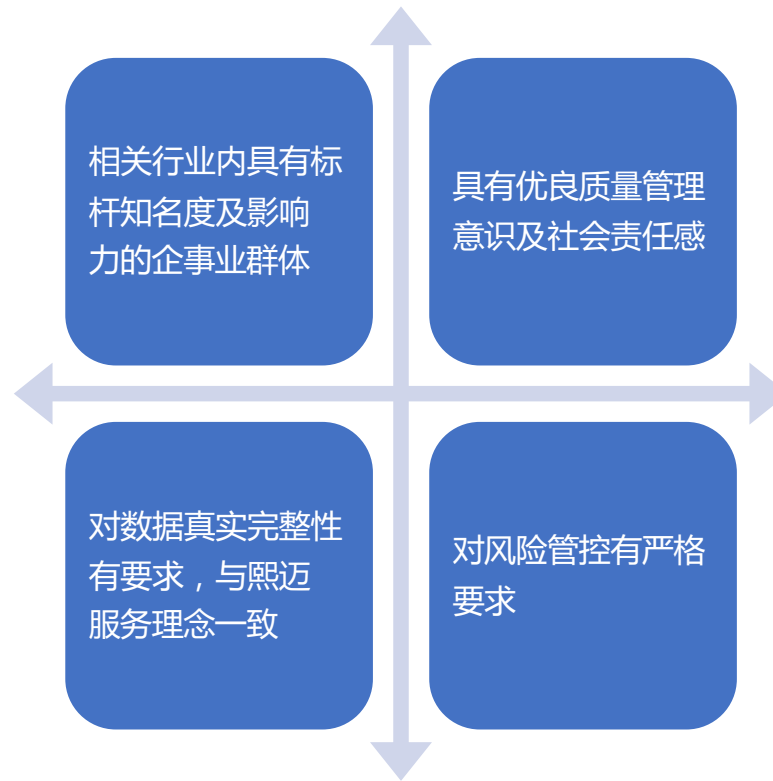 相关行业内具有标
杆知名度及影响
力的企事业群体
具有优良质量管理
意识及社会责任感
对数据真实完整性
有要求，与熙迈
服务理念一致
对风险管控有严格
要求